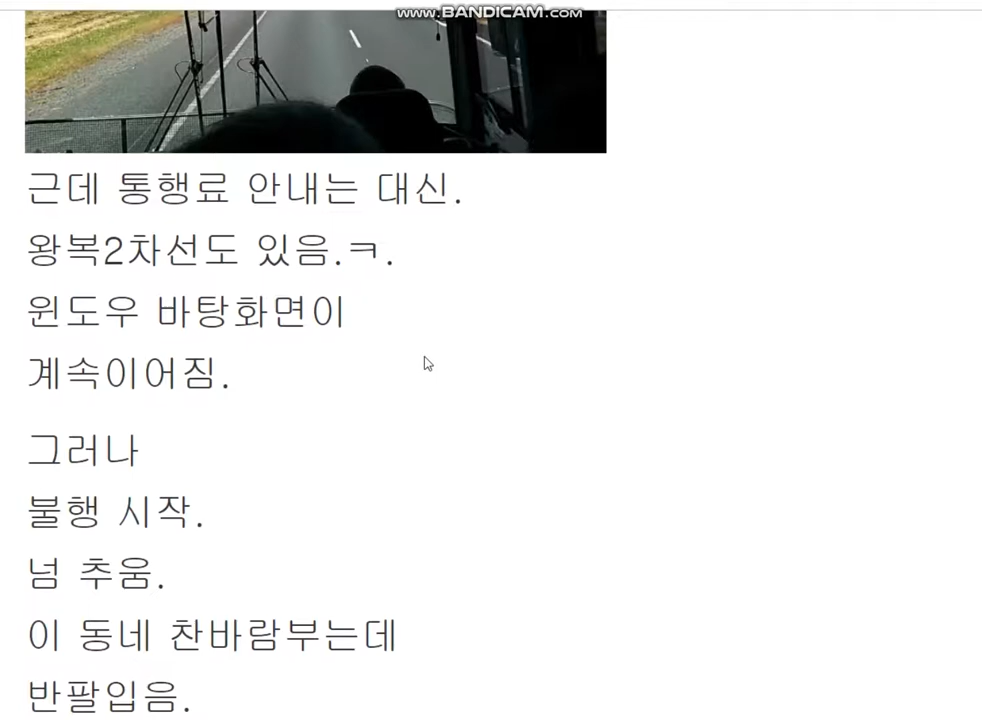 www.BANDICAM.com
근데 통행료 안내는 대신.
왕복2차선도 있음.ㅋ.
윈도우 바탕화면이
계속이어짐.
그러나
불행 시작.
넘 추움.
이 동네 찬바람부는데
반팔입음.